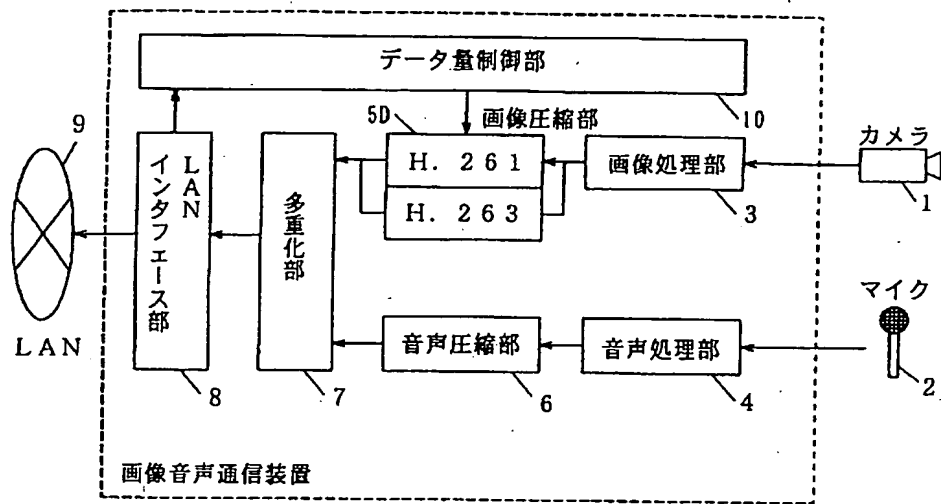 データ量制御部
10
5D
画像圧縮部
9
カメラ
H. 261
画像処理部
H. 263
3
1
LAN
インタフェース部
多重化部
マイク
LAN
音声圧縮部
音声処理部
8
7
6
4
2
画像音声通信装置